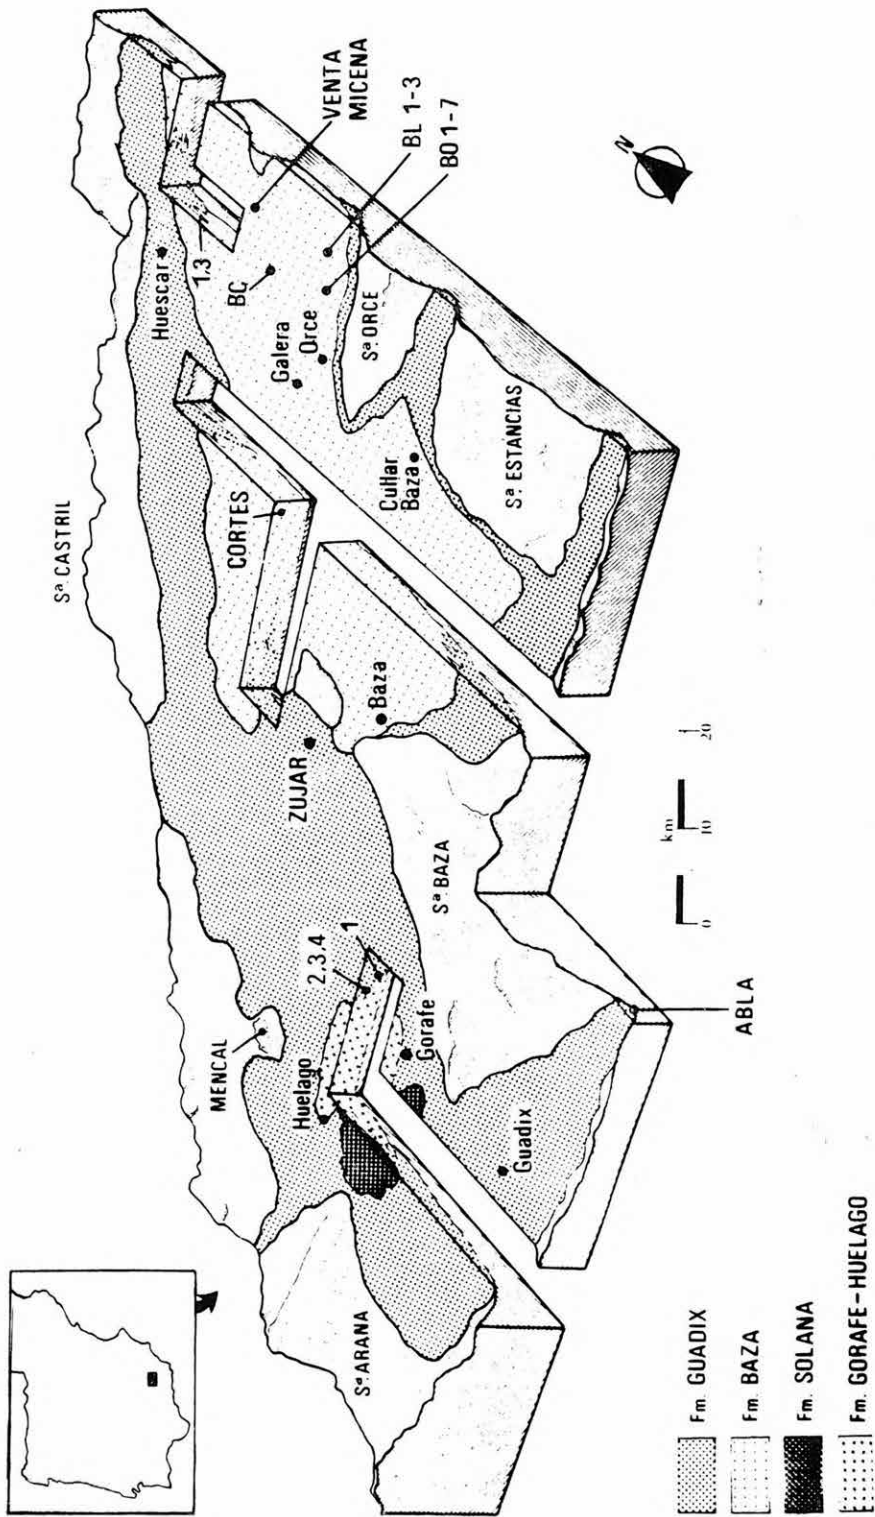 Sª CASTRIL
Huescar
1.3
VENTA
MICENA
BC
BL 1-3
BO 1-7
Galera
Orce
Sª ORCE
N
CORTES
Cullar
Baza
Sª ESTANCIAS
Baza
ZUJAR
MENCAL
2,3,4
1
Huelago
Gorafe
Sª BAZA
Sª ARANA
Guadix
ABLA
km
0
10
20
Fm. GUADIX
Fm. BAZA
Fm. SOLANA
Fm. GORAFE-HUELAGO